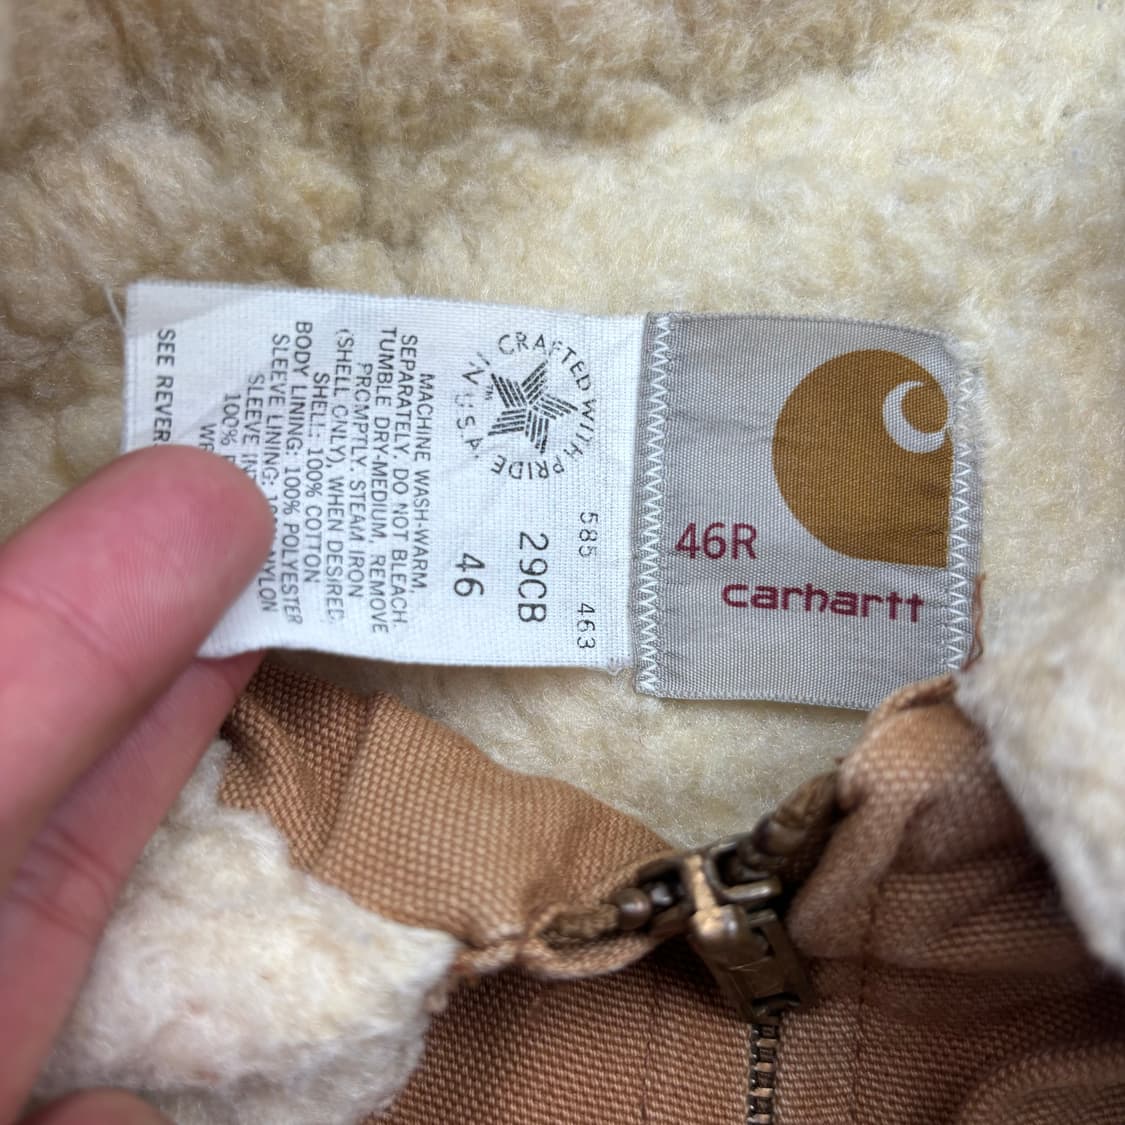 46R
carhartt
585 463
CRAFTED WITH PRIDE
IN U.S.A.
™
29CB
46
MACHINE WASH-WARM,
SEPARATELY. DO NOT BLEACH.
TUMBLE DRY-MEDIUM, REMOVE
PROMPTLY. STEAM IRON
(SHELL ONLY), WHEN DESIRED.
SHELL: 100% COTTON
BODY LINING: 100% POLYESTER
SLEEVE LINING: NYLON
SLEEVE
100%
SEE